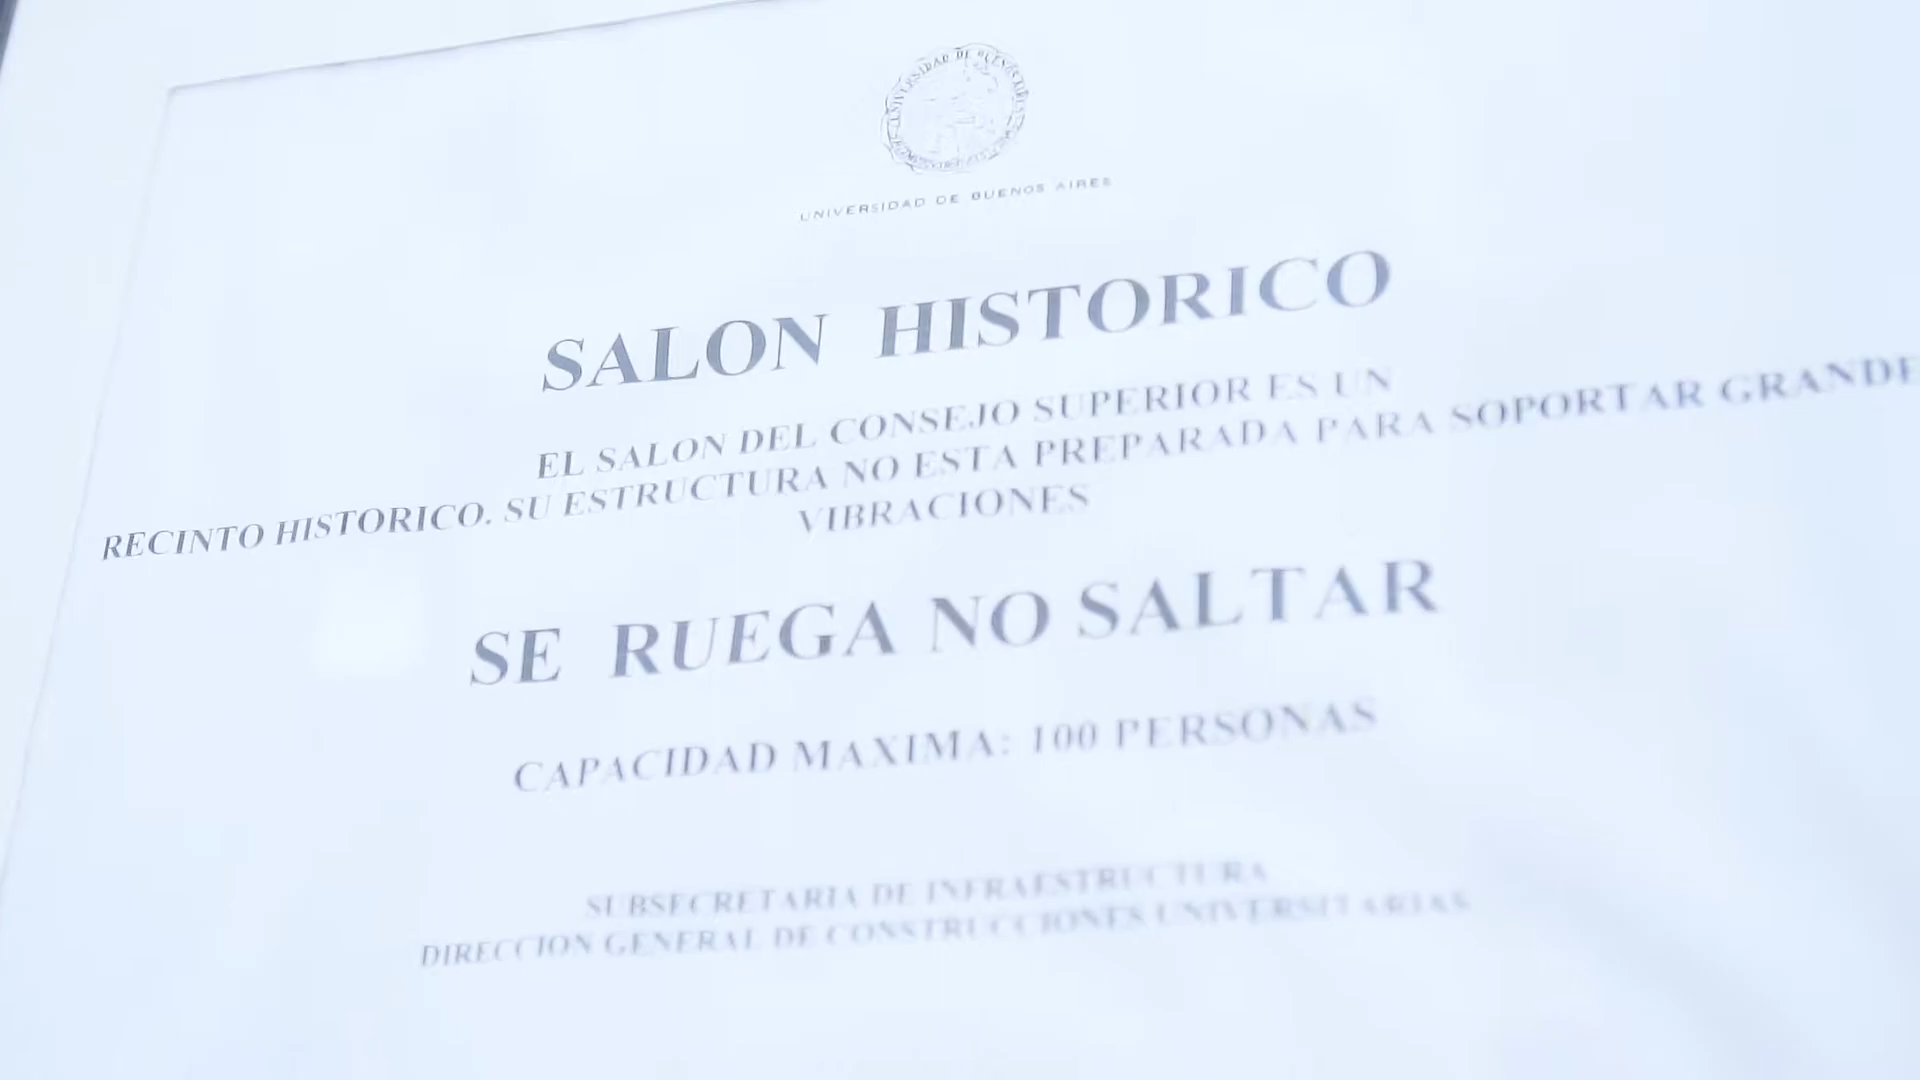 UNIVERSIDAD DE BUENOS AIRES
SALON HISTORICO
EL SALON DEL CONSEJO SUPERIOR ES UN
RECINTO HISTORICO. SU ESTRUCTURA NO ESTA PREPARADA PARA SOPORTAR GRANDE
VIBRACIONES
SE RUEGA NO SALTAR
CAPACIDAD MAXIMA: 100 PERSONAS
SUBSECRETARIA DE INFRAESTRUCTURA
DIRECCION GENERAL DE CONSTRUCCIONES UNIVERSITARIAS